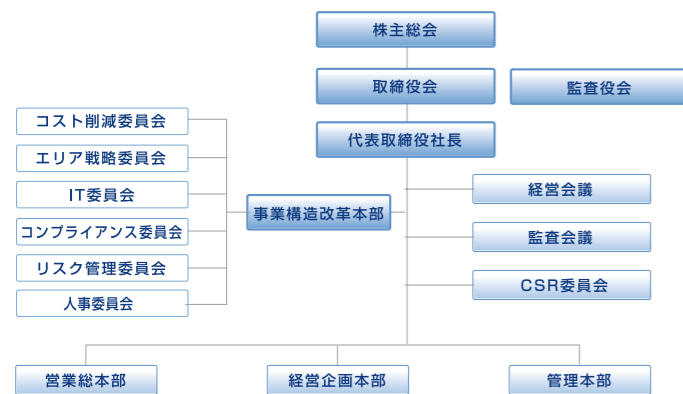 株主総会
取締役会
監査役会
代表取締役社長
コスト削減委員会
エリア戦略委員会
IT委員会
コンプライアンス委員会
リスク管理委員会
人事委員会
事業構造改革本部
経営会議
監査会議
CSR委員会
営業総本部
経営企画本部
管理本部